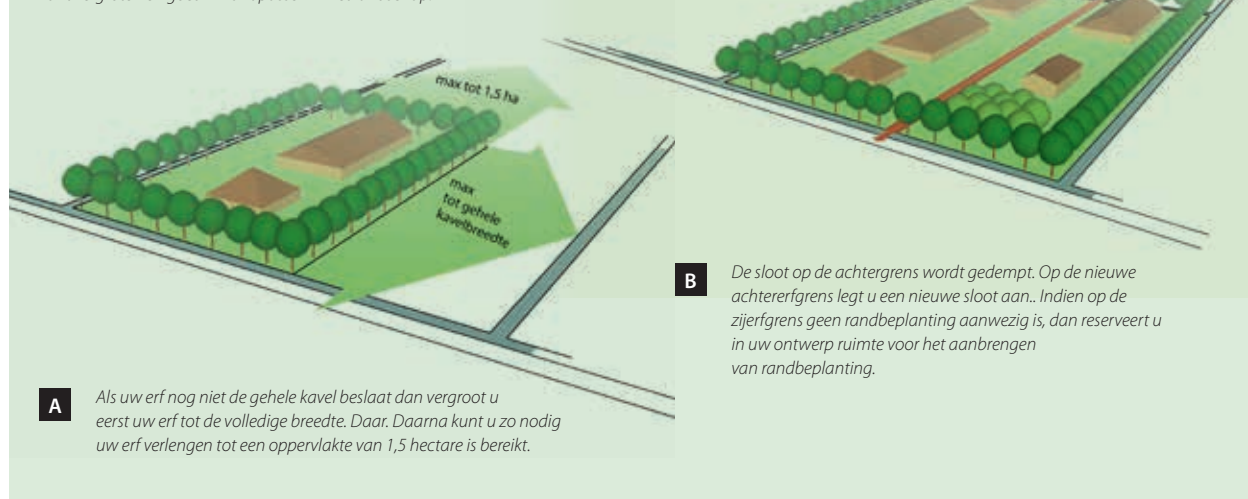 max tot 1,5 ha
max
tot gehele
kavelbreedte
A
Als uw erf nog niet de gehele kavel beslaat dan vergroot u
eerst uw erf tot de volledige breedte. Daar. Daarna kunt u zo nodig
uw erf verlengen tot een oppervlakte van 1,5 hectare is bereikt.
B
De sloot op de achtergrens wordt gedempt. Op de nieuwe
achtererfgrens legt u een nieuwe sloot aan.. Indien op de
zijerfgrens geen randbeplanting aanwezig is, dan reserveert u
in uw ontwerp ruimte voor het aanbrengen
van randbeplanting.